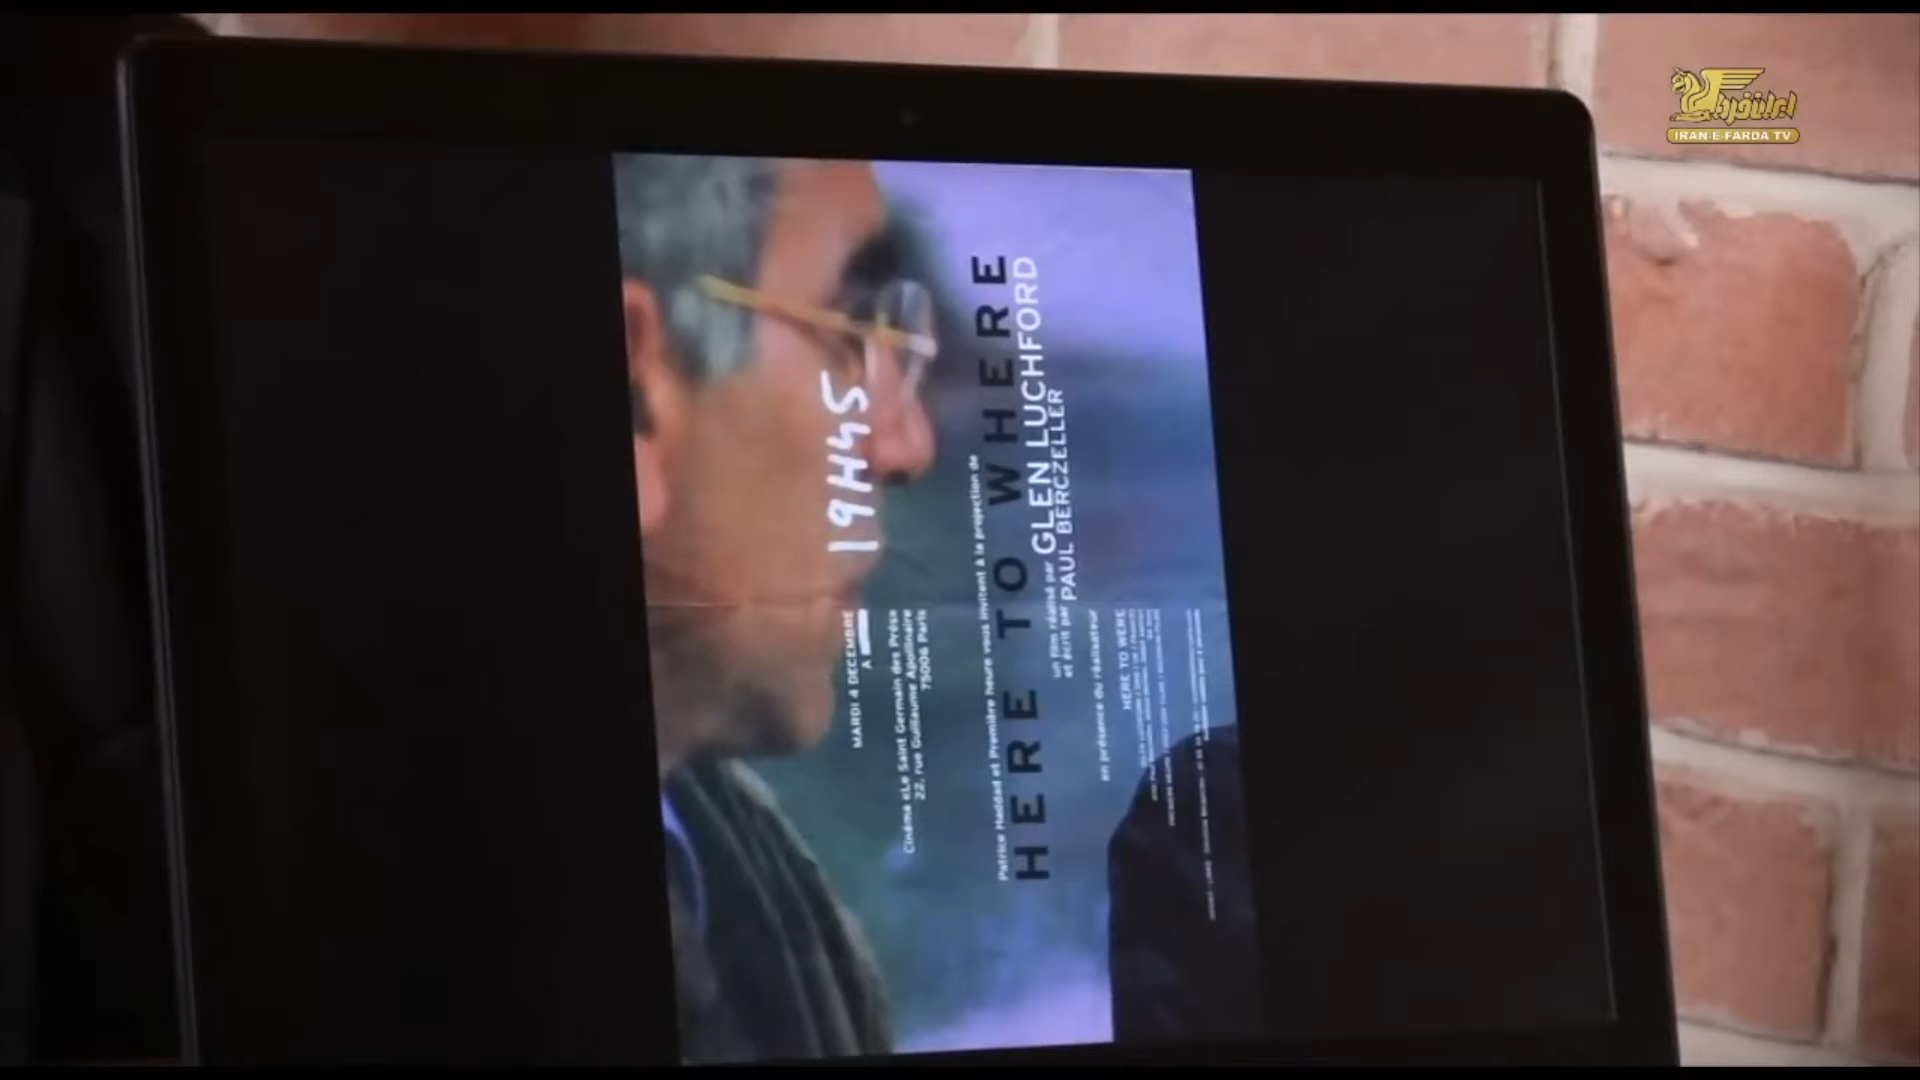 ایران فردا
IRAN-E-FARDA TV
19H45
MARDI 4 DECEMBRE
A
Cinéma «Le Saint Germain des Prés»
22, rue Guillaume Apollinaire
75006 Paris
Patrice Haddad et Première heure vous invitent à la projection de
HERE TO WHERE
un film réalisé par GLEN LUCHFORD
et écrit par PAUL BERCZELLER
en présence du réalisateur
HERE TO WERE